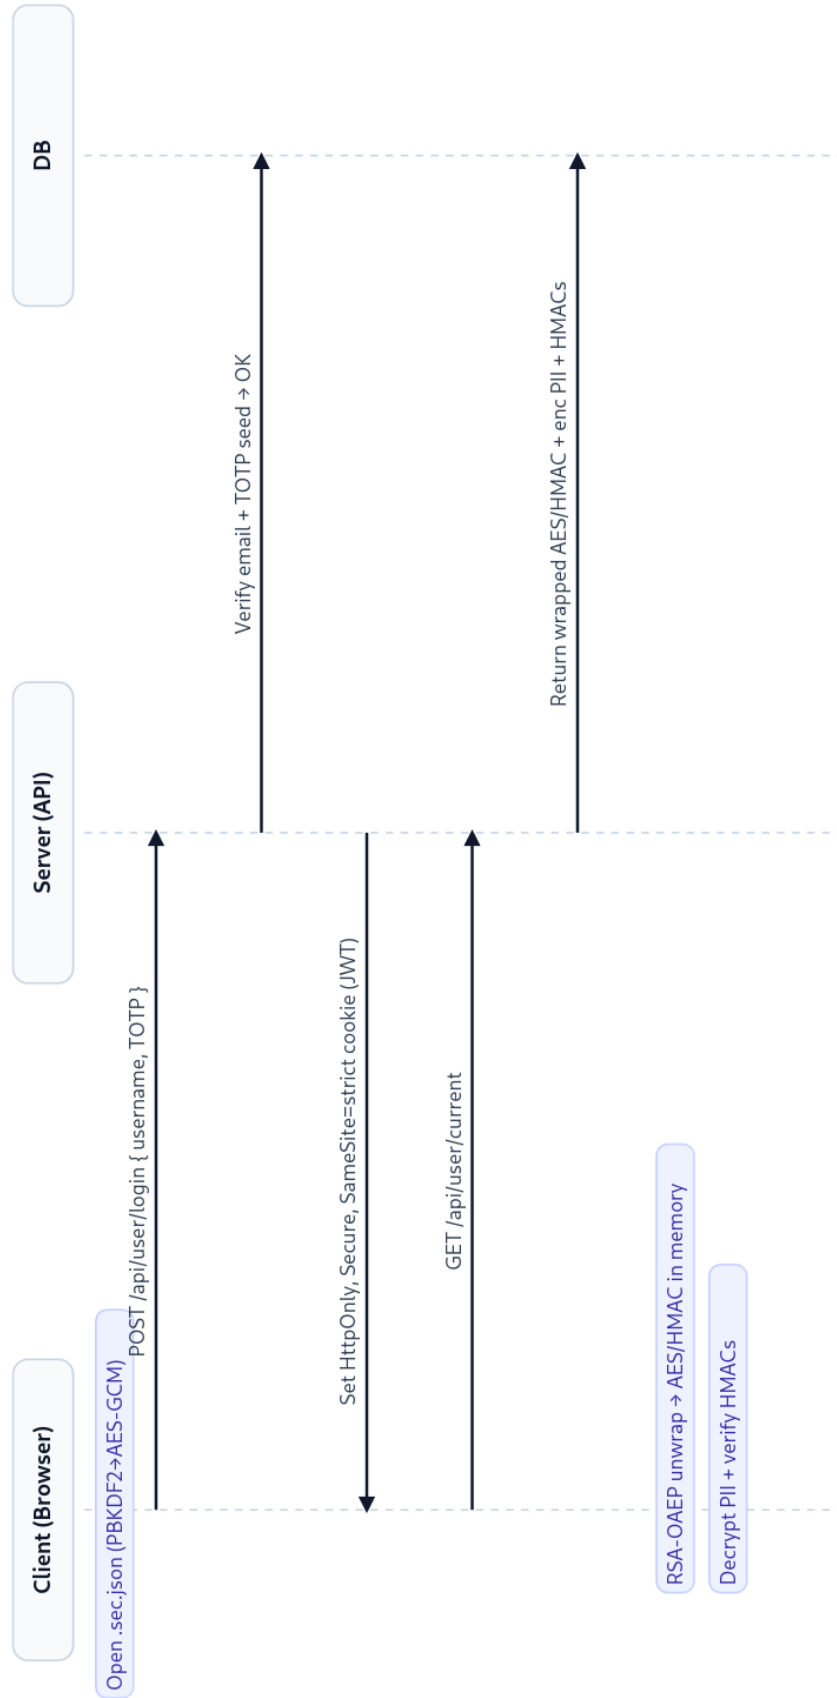 Client (Browser)
Server (API)
DB
Open .sec.json (PBKDF2→AES-GCM)
POST /api/user/login { username, TOTP }
Verify email + TOTP seed → OK
Set HttpOnly, Secure, SameSite=strict cookie (JWT)
GET /api/user/current
Return wrapped AES/HMAC + enc PII + HMACs
RSA-OAEP unwrap → AES/HMAC in memory
Decrypt PII + verify HMACs